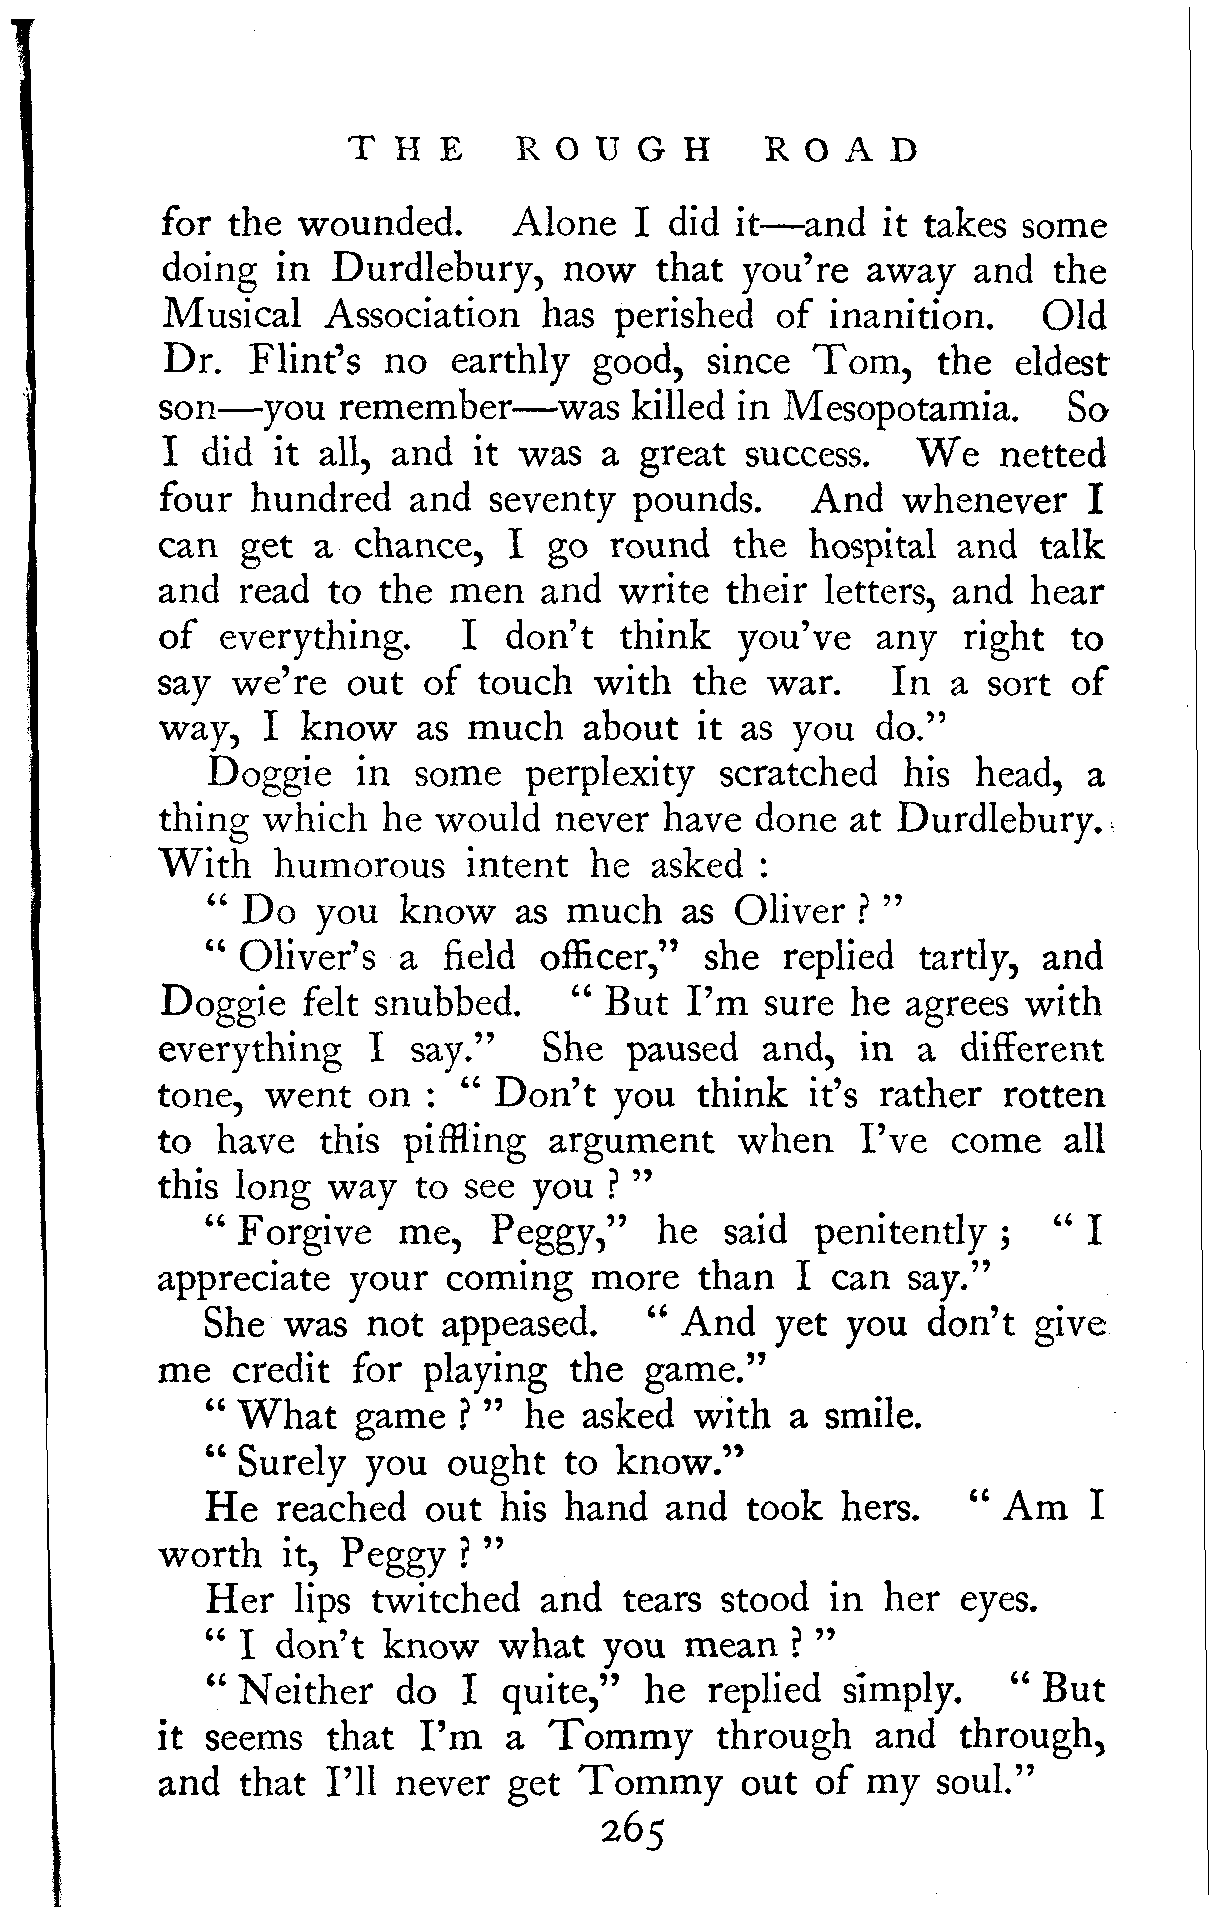 THE ROUGH ROAD
for the wounded. Alone I did it—and it takes some
doing in Durdlebury, now that you're away and the
Musical Association has perished of inanition. Old
Dr. Flint's no earthly good, since Tom, the eldest
son—you remember—was killed in Mesopotamia. So
I did it all, and it was a great success. We netted
four hundred and seventy pounds. And whenever I
can get a chance, I go round the hospital and talk
and read to the men and write their letters, and hear
of everything. I don't think you've any right to
say we're out of touch with the war. In a sort of
way, I know as much about it as you do."
Doggie in some perplexity scratched his head, a
thing which he would never have done at Durdlebury.
With humorous intent he asked :
" Do you know as much as Oliver ? "
" Oliver's a field officer," she replied tartly, and
Doggie felt snubbed. " But I'm sure he agrees with
everything I say." She paused and, in a different
tone, went on : " Don't you think it's rather rotten
to have this piffling argument when I've come all
this long way to see you ? "
" Forgive me, Peggy," he said penitently ; " I
appreciate your coming more than I can say."
She was not appeased. " And yet you don't give
me credit for playing the game."
" What game ? " he asked with a smile.
" Surely you ought to know."
He reached out his hand and took hers. " Am I
worth it, Peggy ? "
Her lips twitched and tears stood in her eyes.
" I don't know what you mean ? "
" Neither do I quite," he replied simply. " But
it seems that I'm a Tommy through and through,
and that I'll never get Tommy out of my soul."
265